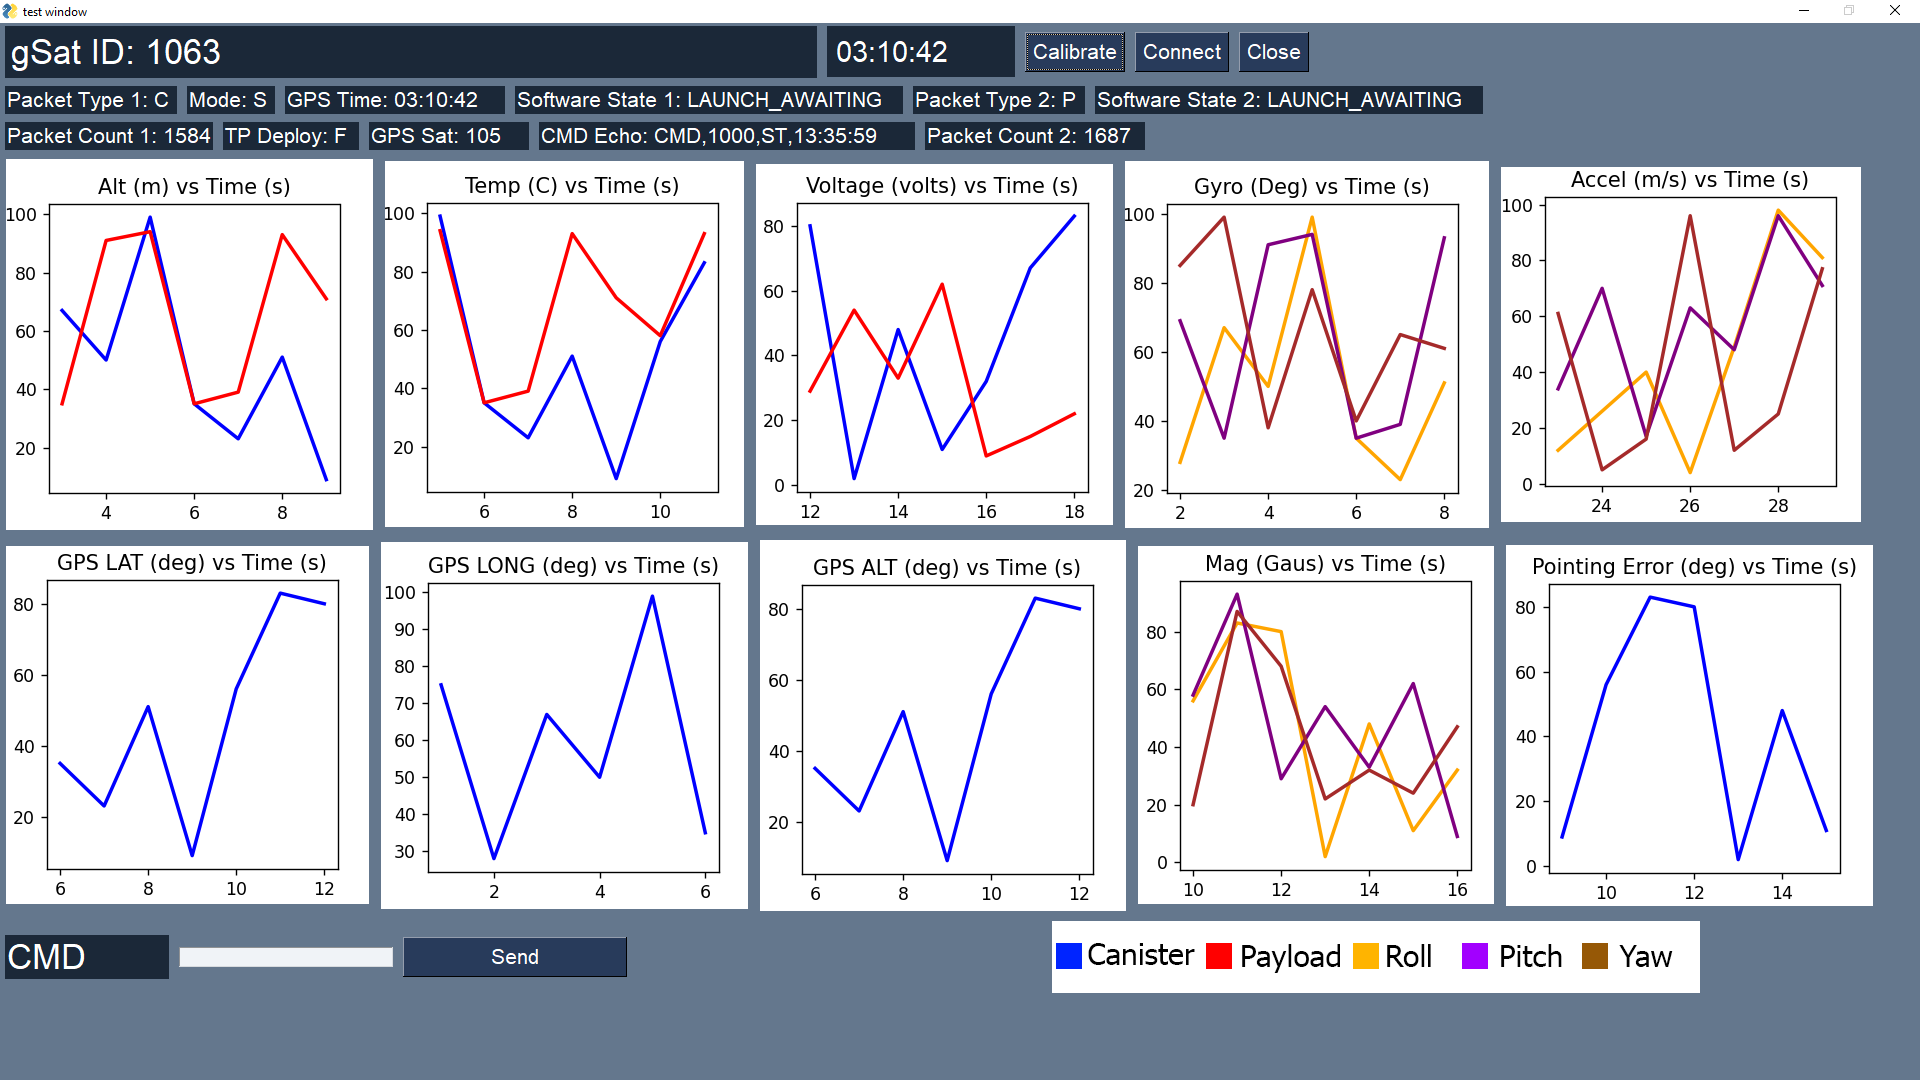 test window
gSat ID: 1063 03:10:42 Calibrate Connect Close
Packet Type 1: C Mode: S GPS Time: 03:10:42 Software State 1: LAUNCH_AWAITING Packet Type 2: P Software State 2: LAUNCH_AWAITING
Packet Count 1: 1584 TP Deploy: F GPS Sat: 105 CMD Echo: CMD,1000,ST,13:35:59 Packet Count 2: 1687
Alt (m) vs Time (s)
100
80
60
40
20
4 6 8
Temp (C) vs Time (s)
100
80
60
40
20
6 8 10
Voltage (volts) vs Time (s)
80
60
40
20
0
12 14 16 18
Gyro (Deg) vs Time (s)
100
80
60
40
20
2 4 6 8
Accel (m/s) vs Time (s)
100
80
60
40
20
0
24 26 28
GPS LAT (deg) vs Time (s)
80
60
40
20
6 8 10 12
GPS LONG (deg) vs Time (s)
100
90
80
70
60
50
40
30
2 4 6
GPS ALT (deg) vs Time (s)
80
60
40
20
6 8 10 12
Mag (Gaus) vs Time (s)
80
60
40
20
0
10 12 14 16
Pointing Error (deg) vs Time (s)
80
60
40
20
0
10 12 14
CMD Send
Canister Payload Roll Pitch Yaw